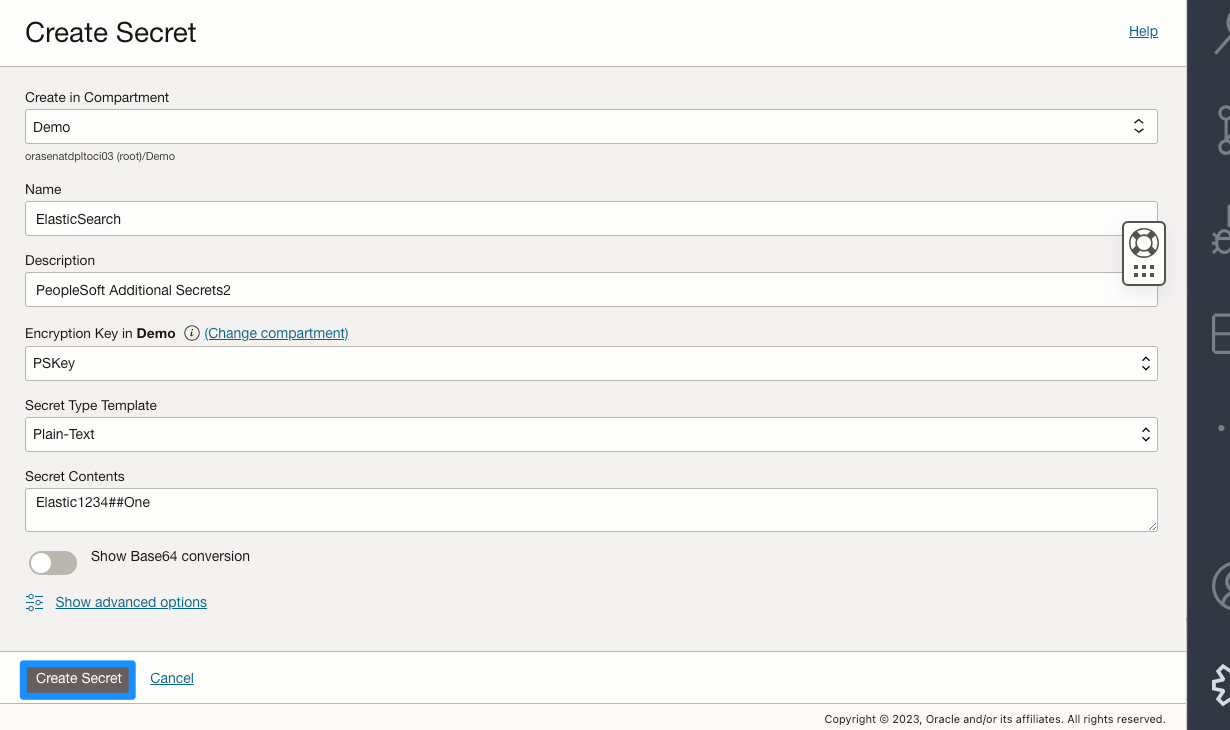 Create Secret
Help
Create in Compartment
Demo
orasenatdpltoci03 (root)/Demo
Name
ElasticSearch
Description
PeopleSoft Additional Secrets2
Encryption Key in Demo i (Change compartment)
PSKey
Secret Type Template
Plain-Text
Secret Contents
Elastic1234##One
Show Base64 conversion
Show advanced options
Create Secret
Cancel
Copyright © 2023, Oracle and/or its affiliates. All rights reserved.